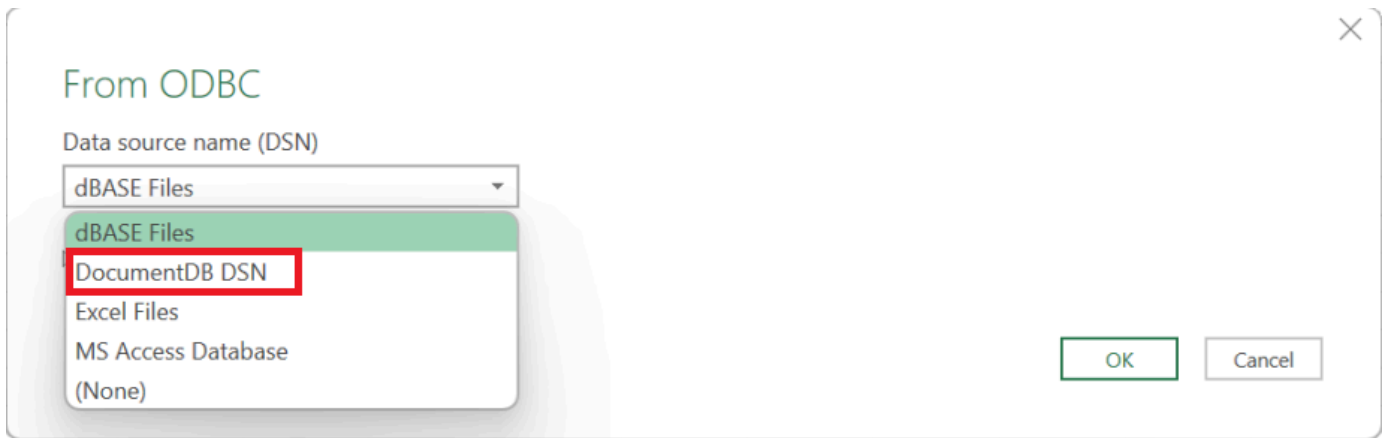 From ODBC
Data source name (DSN)
dBASE Files
dBASE Files
DocumentDB DSN
Excel Files
MS Access Database
(None)
OK Cancel